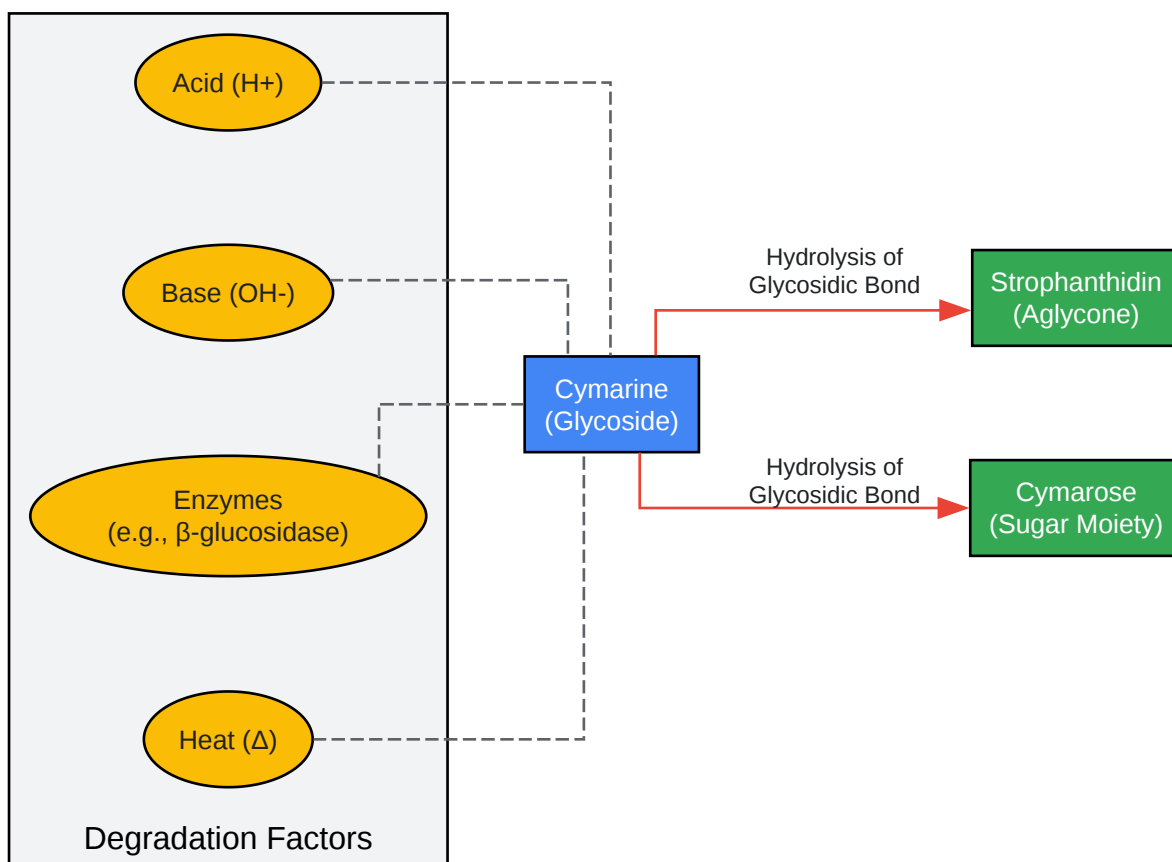 Acid (H+)
Base (OH-)
Enzymes
(e.g., β-glucosidase)
Heat (Δ)
Degradation Factors
Cymarine
(Glycoside)
Hydrolysis of
Glycosidic Bond
Strophanthidin
(Aglycone)
Hydrolysis of
Glycosidic Bond
Cymarose
(Sugar Moiety)